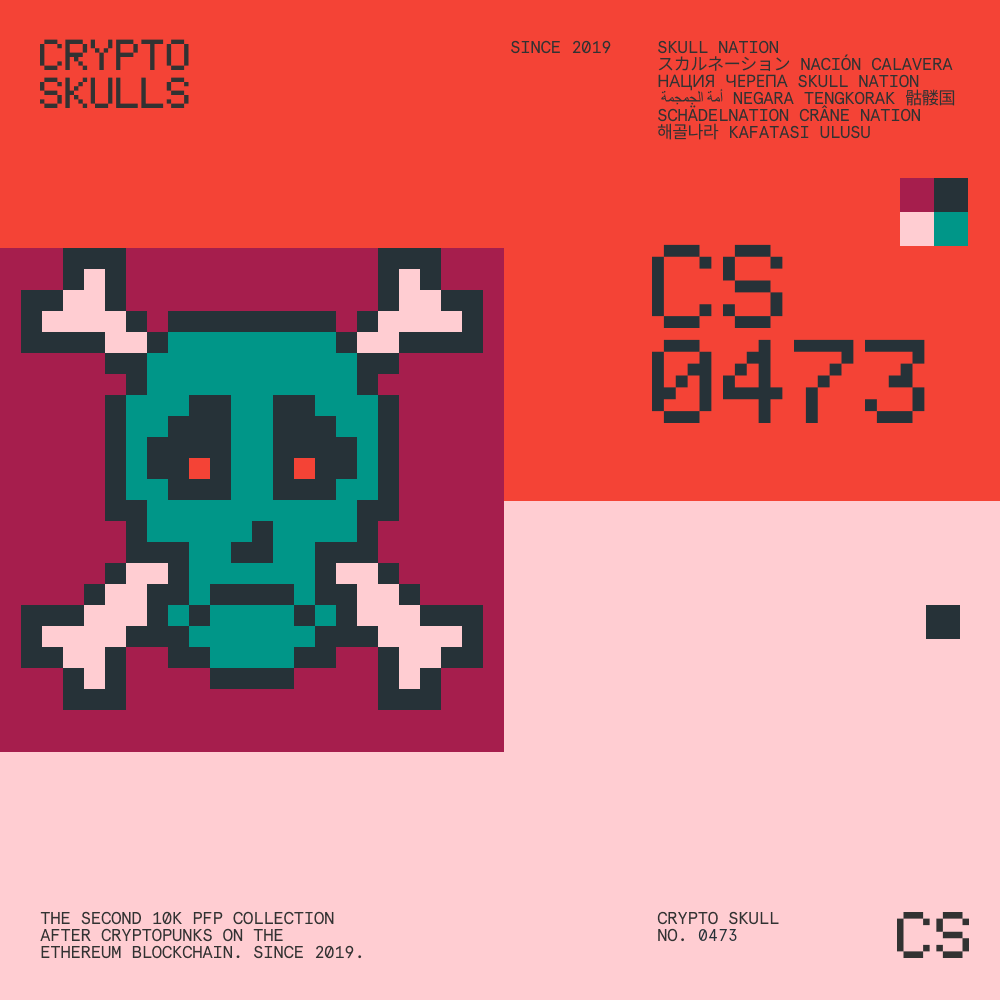 CRYPTO
SKULLS
SINCE 2019
SKULL NATION
スカルネーション NACIÓN CALAVERA
НАЦИЯ ЧЕРЕПА SKULL NATION
أمة الجمجمة NEGARA TENGKORAK 骷髅国
SCHÄDELNATION CRÂNE NATION
해골나라 KAFATASI ULUSU
CS
0473
THE SECOND 10K PFP COLLECTION
AFTER CRYPTOPUNKS ON THE
ETHEREUM BLOCKCHAIN. SINCE 2019.
CRYPTO SKULL
NO. 0473
CS